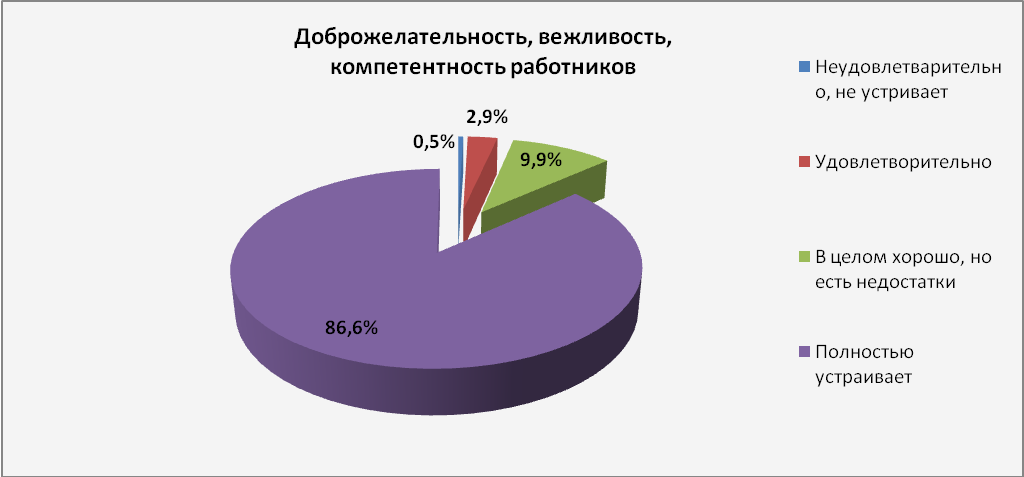 Доброжелательность, вежливость,
компетентность работников
0,5%
2,9%
9,9%
86,6%
Неудовлетварительн
о, не устривает
Удовлетворительно
В целом хорошо, но
есть недостатки
Полностью
устраивает